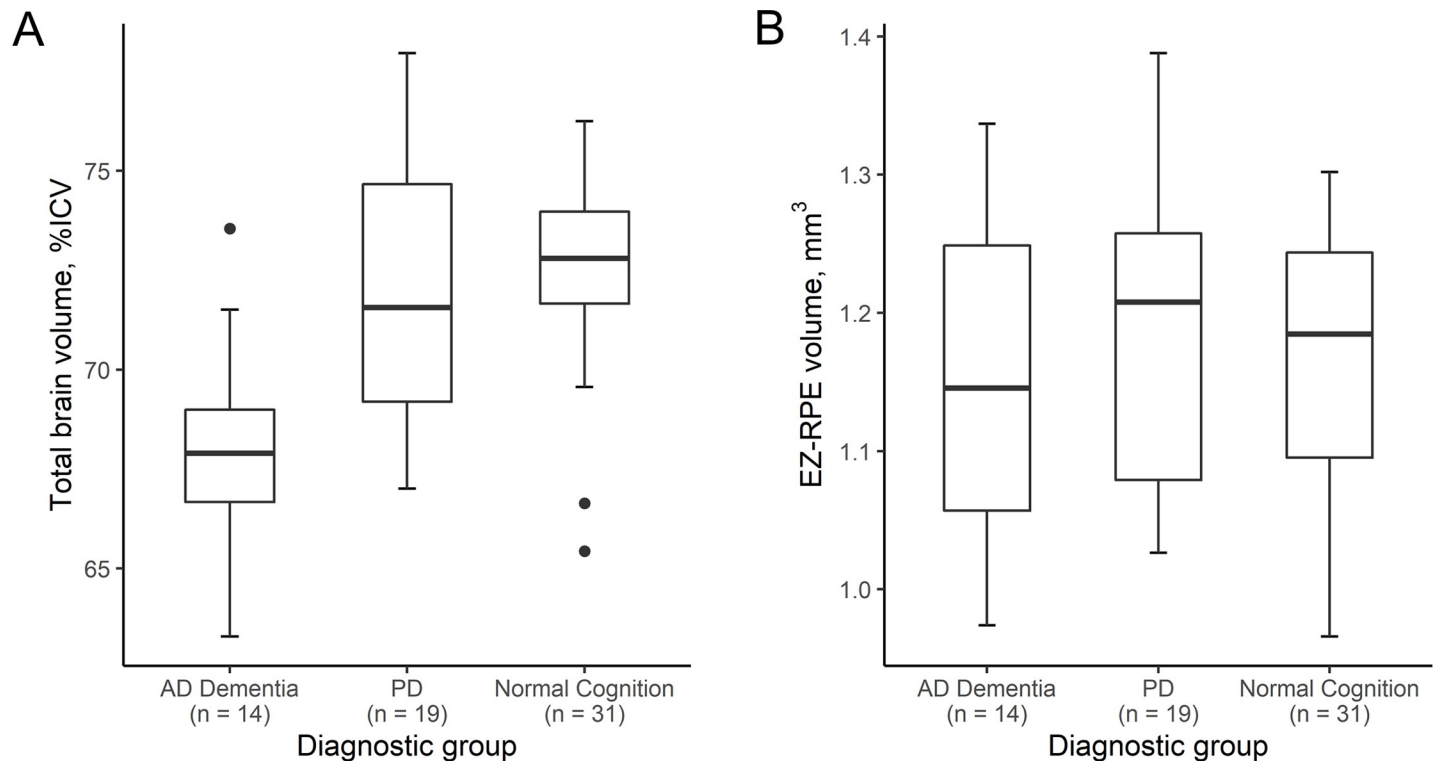 A
Total brain volume, %ICV
75
70
65
AD Dementia
(n = 14)
PD
(n = 19)
Normal Cognition
(n = 31)
Diagnostic group
B
EZ-RPE volume, mm³
1.4
1.3
1.2
1.1
1.0
AD Dementia
(n = 14)
PD
(n = 19)
Normal Cognition
(n = 31)
Diagnostic group